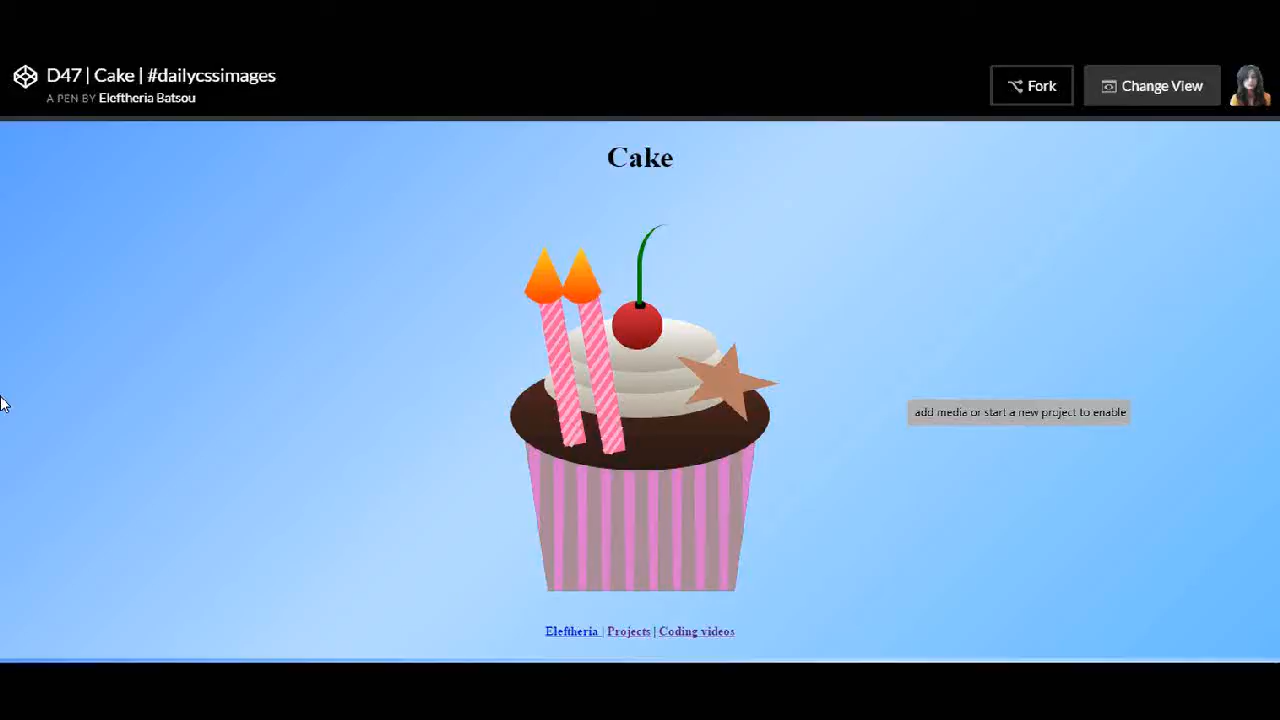 D47 | Cake | #dailycssimages
A PEN BY Eleftheria Batsou
Fork
Change View
Cake
add media or start a new project to enable
Eleftheria | Projects | Coding videos